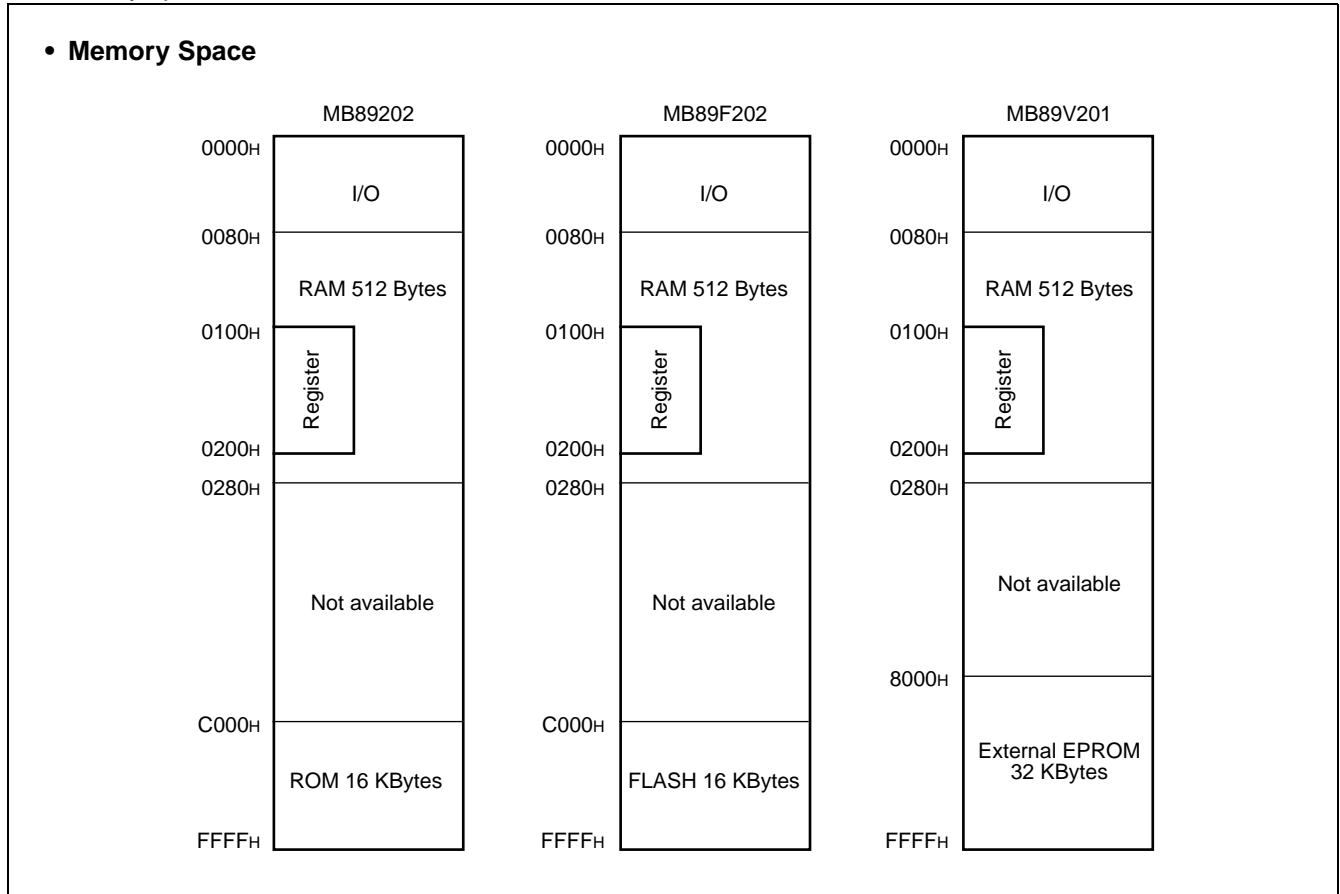 • Memory Space
MB89202
0000H
I/O
0080H
RAM 512 Bytes
0100H
Register
0200H
0280H
Not available
C000H
ROM 16 KBytes
FFFFH
MB89F202
0000H
I/O
0080H
RAM 512 Bytes
0100H
Register
0200H
0280H
Not available
C000H
FLASH 16 KBytes
FFFFH
MB89V201
0000H
I/O
0080H
RAM 512 Bytes
0100H
Register
0200H
0280H
Not available
8000H
External EPROM
32 KBytes
FFFFH